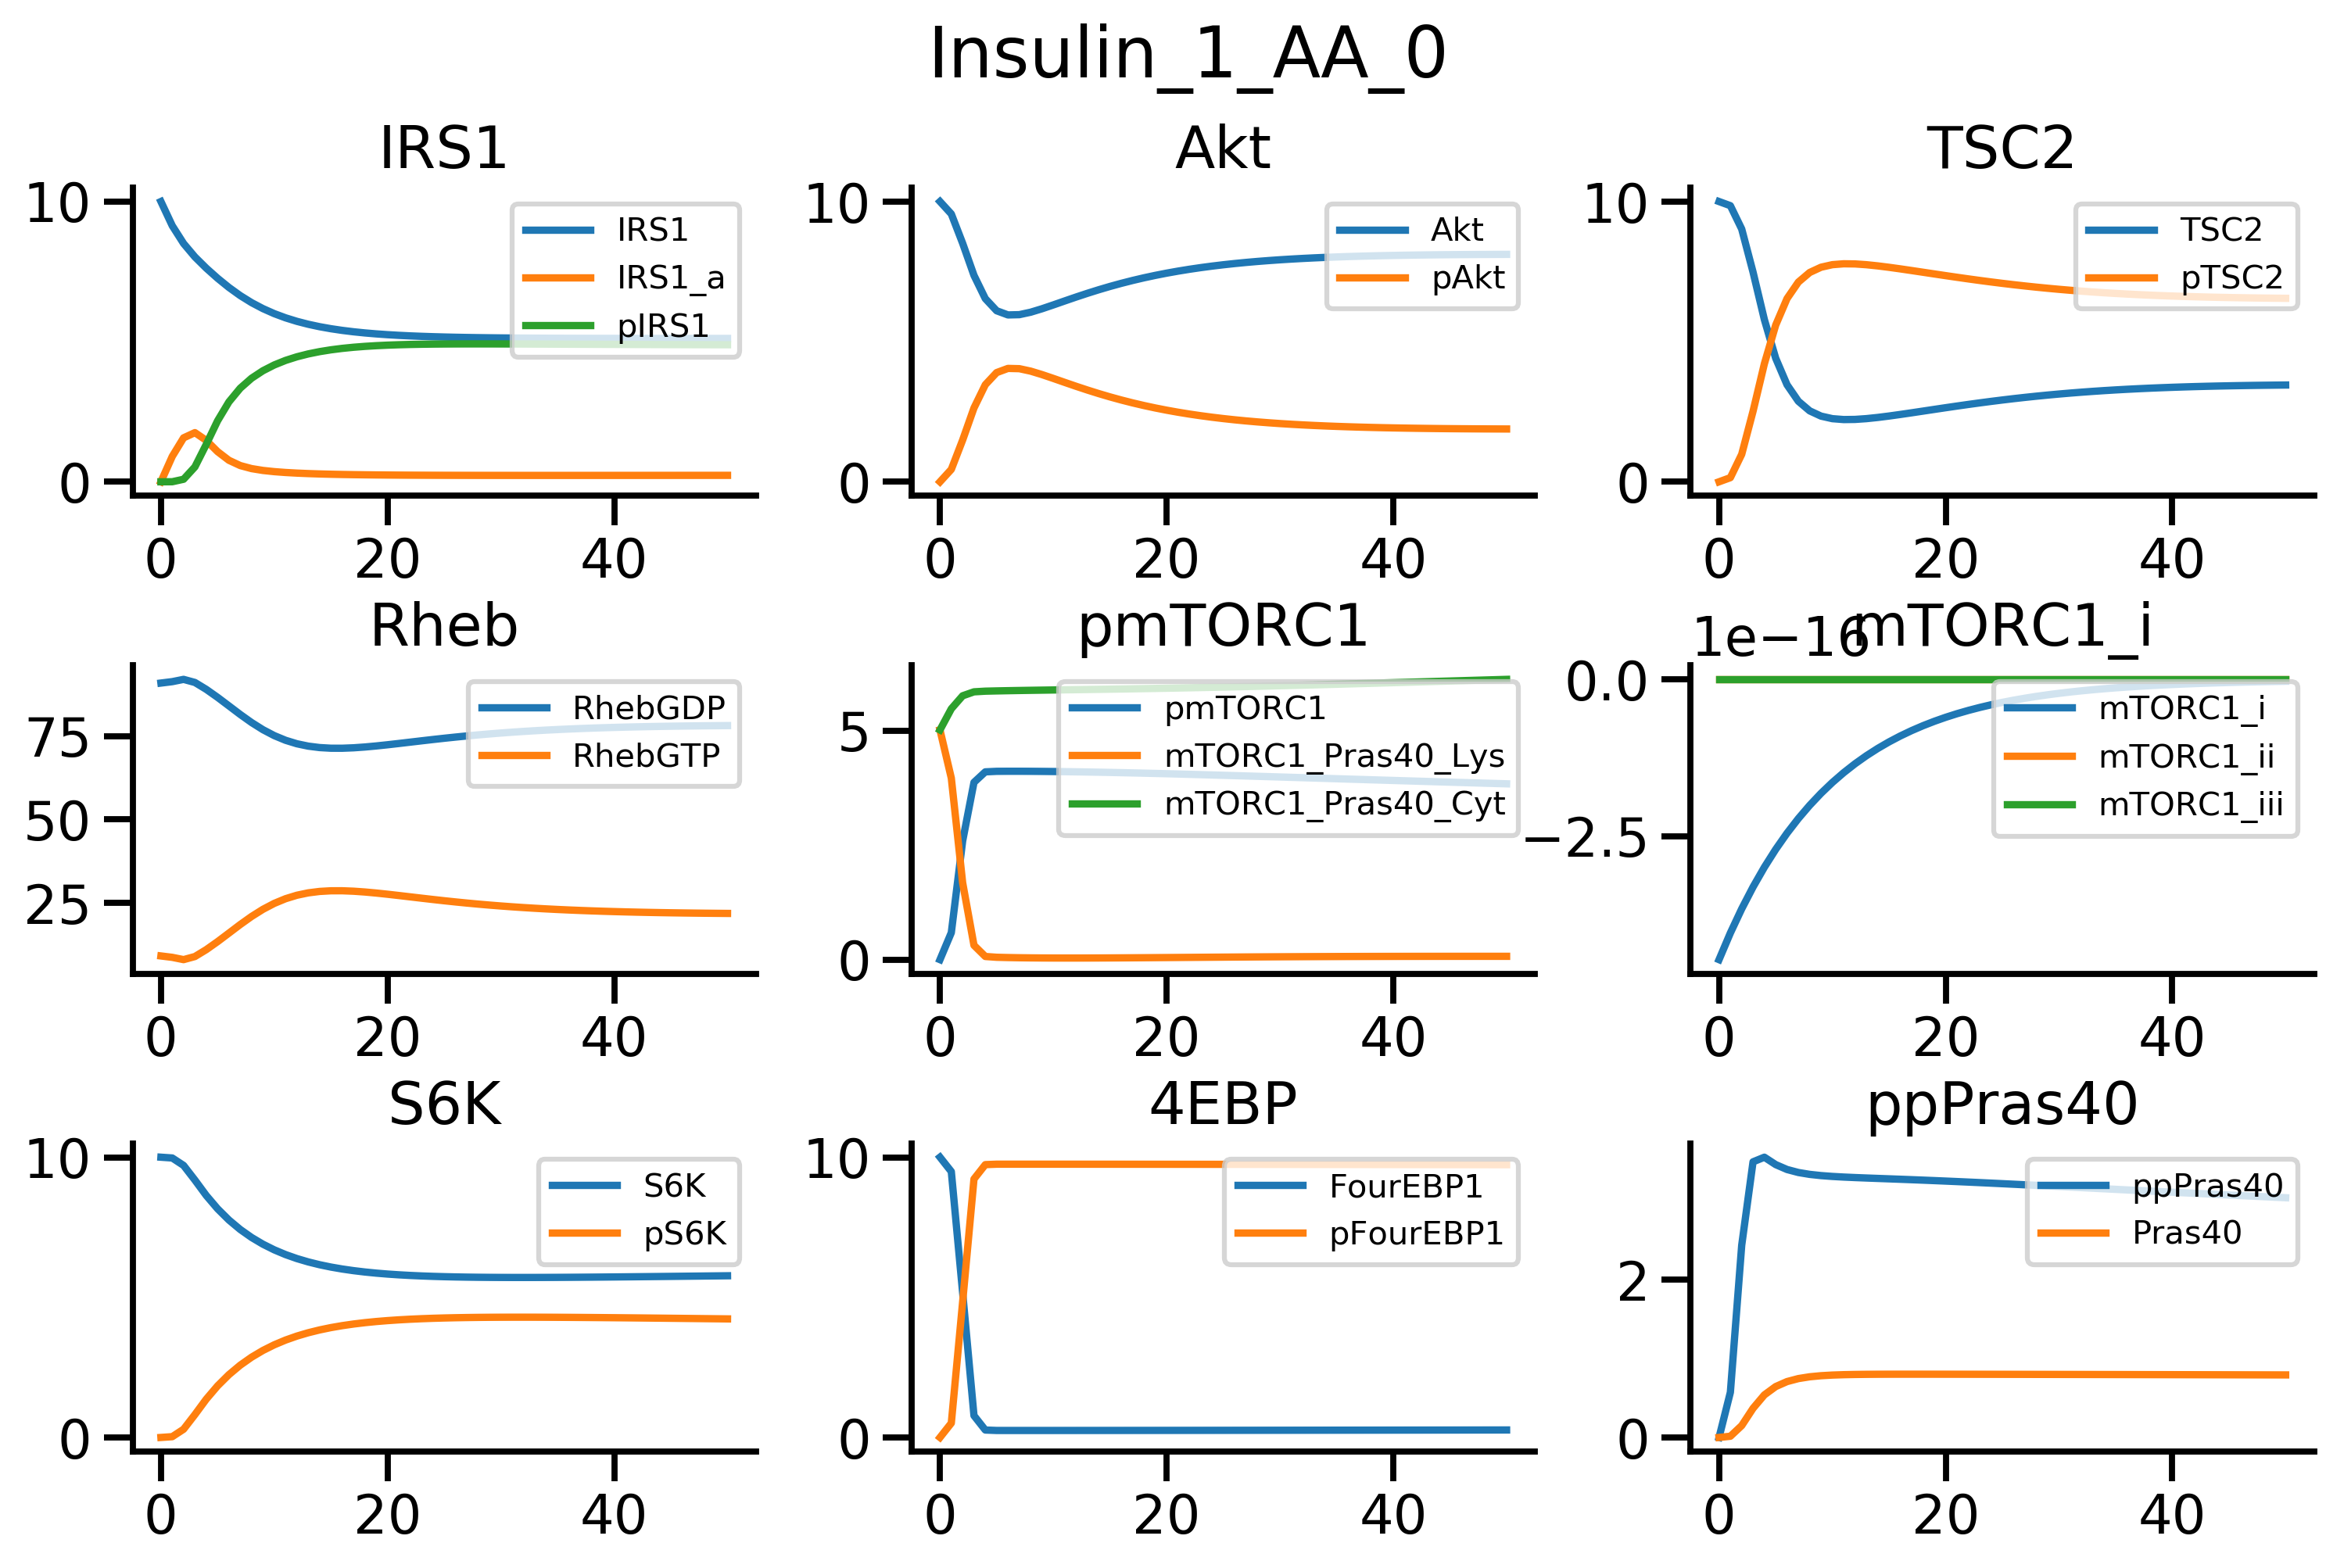 Insulin_1_AA_0
IRS1
10
0
0 20 40
IRS1
IRS1_a
pIRS1
Akt
10
0
0 20 40
Akt
pAkt
TSC2
10
0
0 20 40
TSC2
pTSC2
Rheb
75
50
25
0 20 40
RhebGDP
RhebGTP
pmTORC1
5
0
0 20 40
pmTORC1
mTORC1_Pras40_Lys
mTORC1_Pras40_Cyt
mTORC1_i
1e−16
0.0
−2.5
0 20 40
mTORC1_i
mTORC1_ii
mTORC1_iii
S6K
10
0
0 20 40
S6K
pS6K
4EBP
10
0
0 20 40
FourEBP1
pFourEBP1
ppPras40
2
0
0 20 40
ppPras40
Pras40